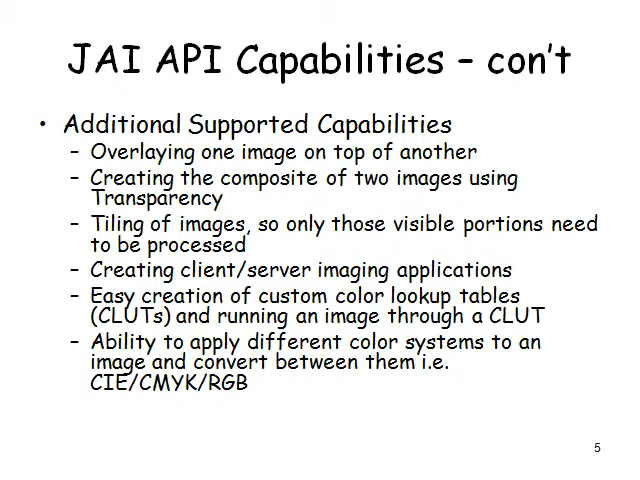 JAI API Capabilities – con't
• Additional Supported Capabilities
– Overlaying one image on top of another
– Creating the composite of two images using
Transparency
– Tiling of images, so only those visible portions need
to be processed
– Creating client/server imaging applications
– Easy creation of custom color lookup tables
(CLUTs) and running an image through a CLUT
– Ability to apply different color systems to an
image and convert between them i.e.
CIE/CMYK/RGB
5